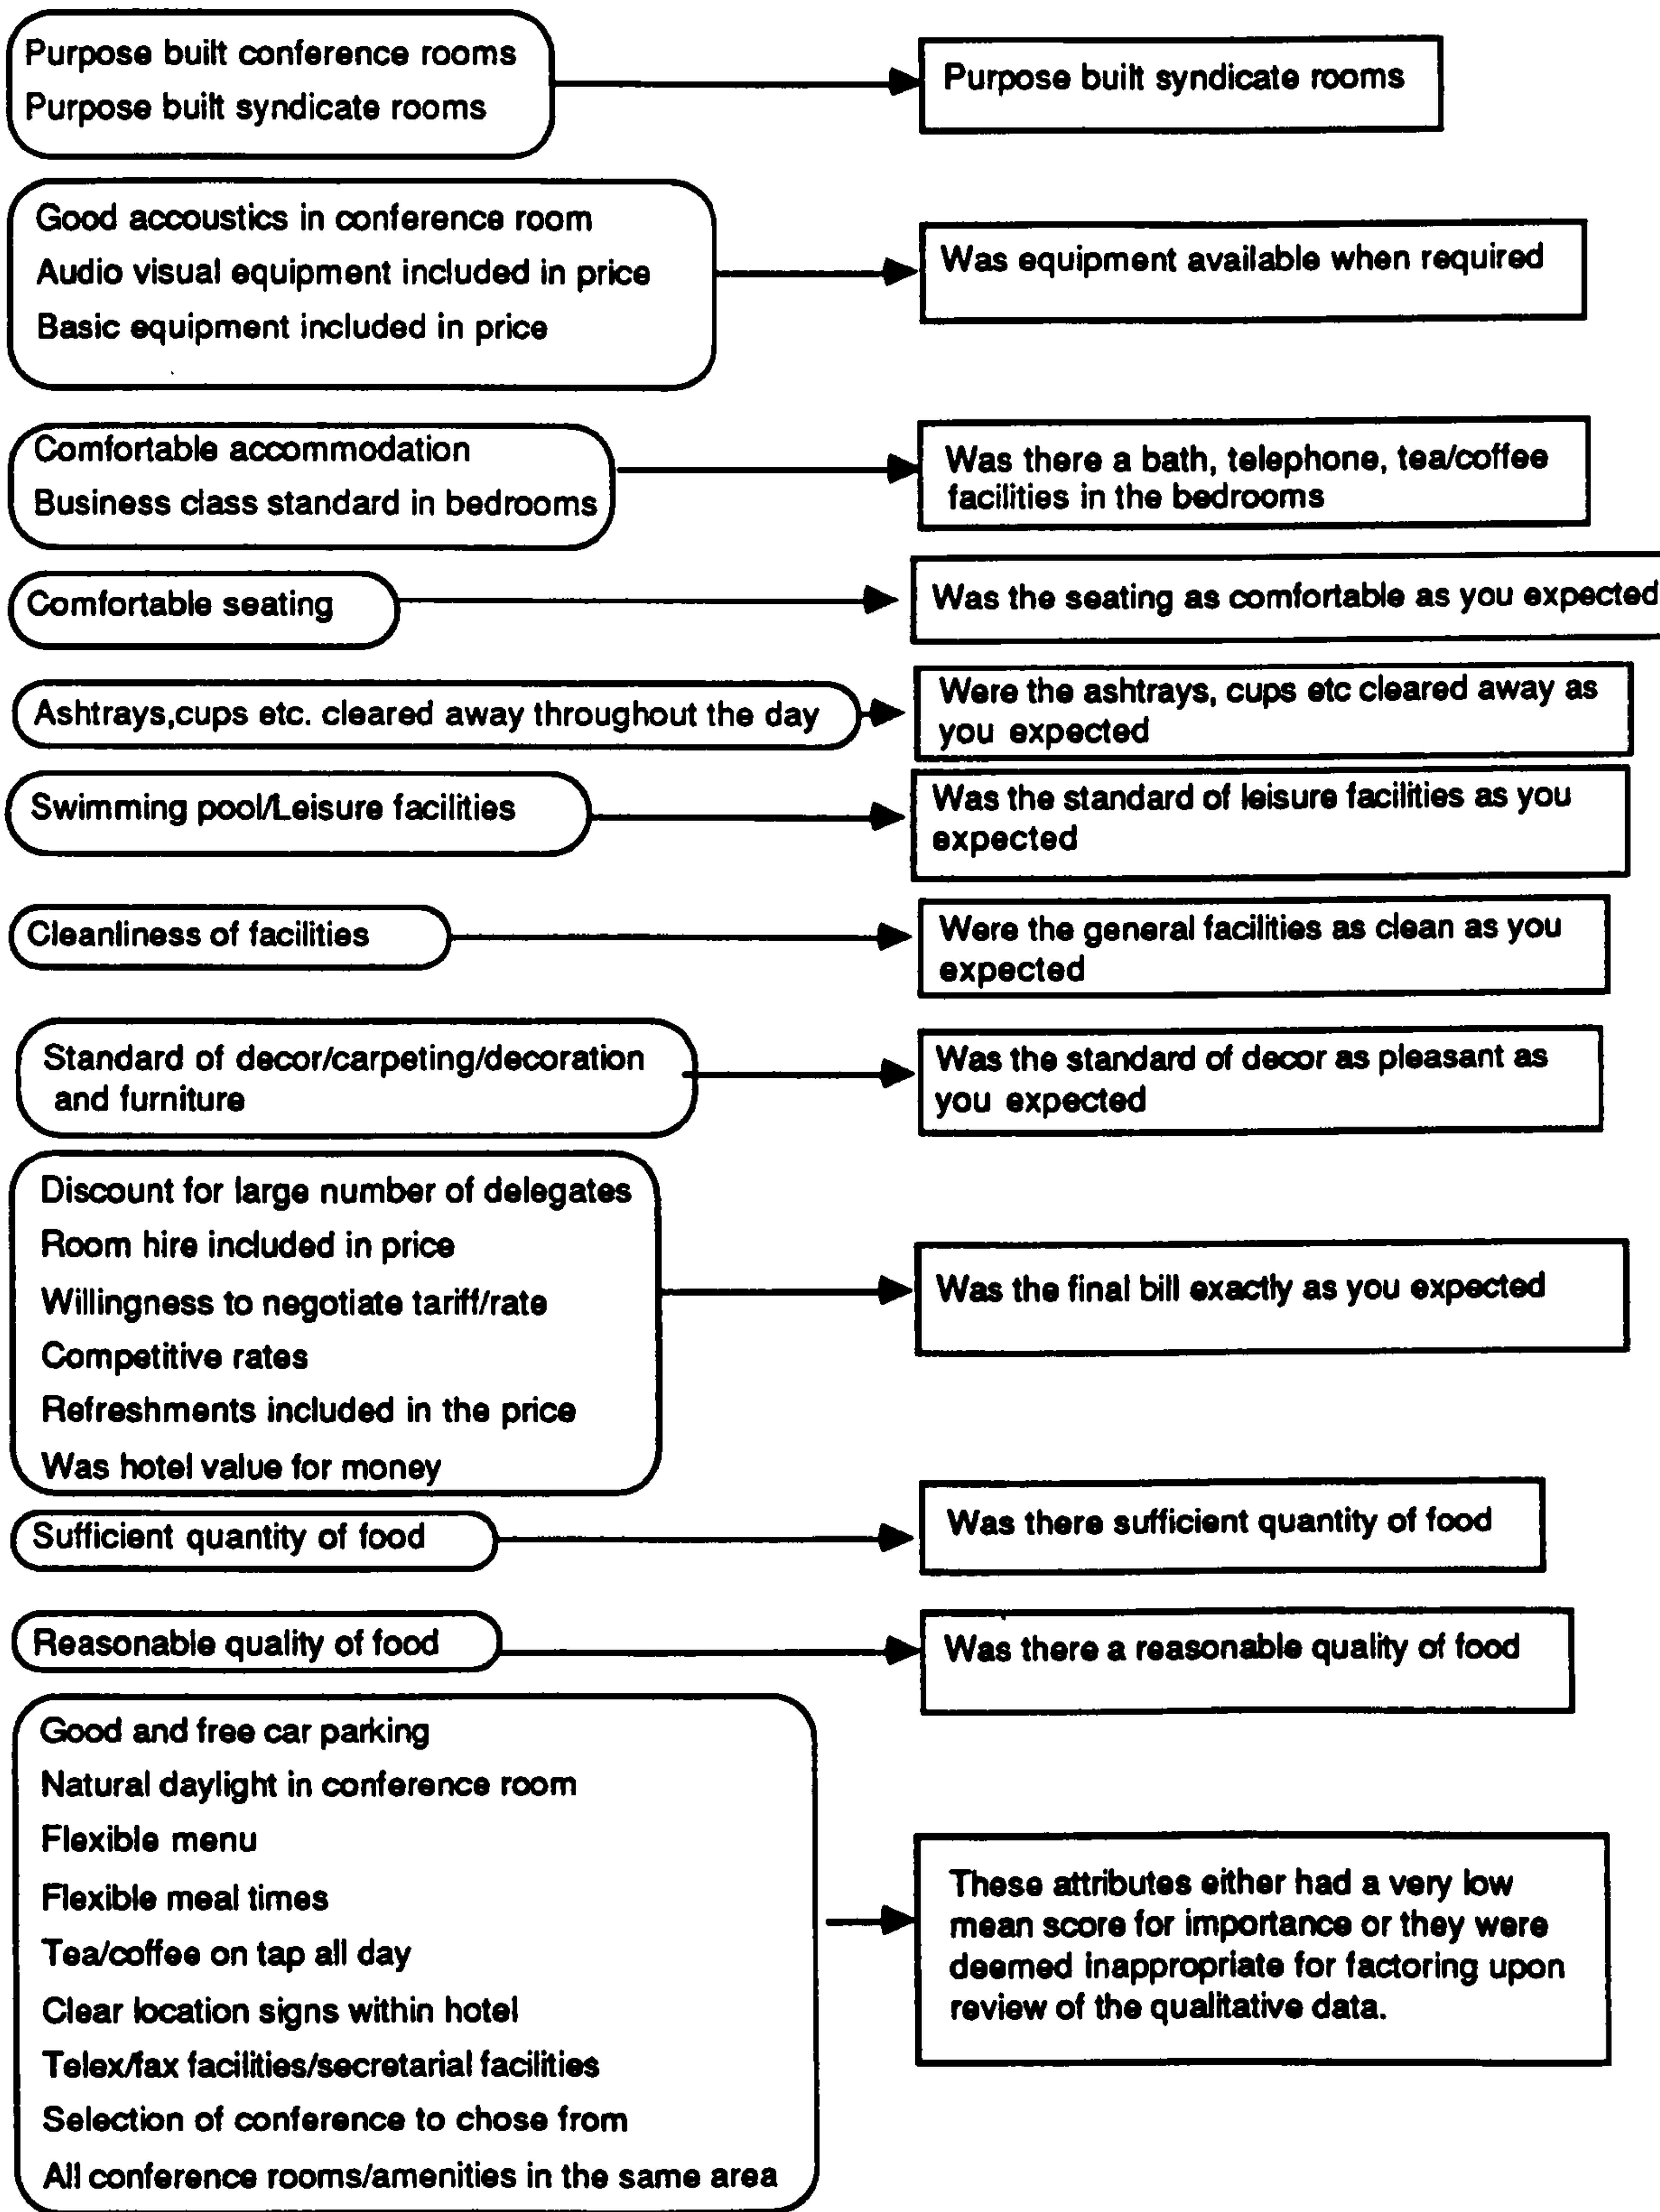 Purpose built conference rooms
Purpose built syndicate rooms
Purpose built syndicate rooms
Good accoustics in conference room
Audio visual equipment included in price
Basic equipment included in price
Was equipment available when required
Comfortable accommodation
Business class standard in bedrooms
Was there a bath, telephone, tea/coffee
facilities in the bedrooms
Comfortable seating
Was the seating as comfortable as you expected
Ashtrays,cups etc. cleared away throughout the day
Were the ashtrays, cups etc cleared away as
you expected
Swimming pool/Leisure facilities
Was the standard of leisure facilities as you
expected
Cleanliness of facilities
Were the general facilities as clean as you
expected
Standard of decor/carpeting/decoration
and furniture
Was the standard of decor as pleasant as
you expected
Discount for large number of delegates
Room hire included in price
Willingness to negotiate tariff/rate
Competitive rates
Refreshments included in the price
Was hotel value for money
Was the final bill exactly as you expected
Sufficient quantity of food
Was there sufficient quantity of food
Reasonable quality of food
Was there a reasonable quality of food
Good and free car parking
Natural daylight in conference room
Flexible menu
Flexible meal times
Tea/coffee on tap all day
Clear location signs within hotel
Telex/fax facilities/secretarial facilities
Selection of conference to chose from
All conference rooms/amenities in the same area
These attributes either had a very low
mean score for importance or they were
deemed inappropriate for factoring upon
review of the qualitative data.